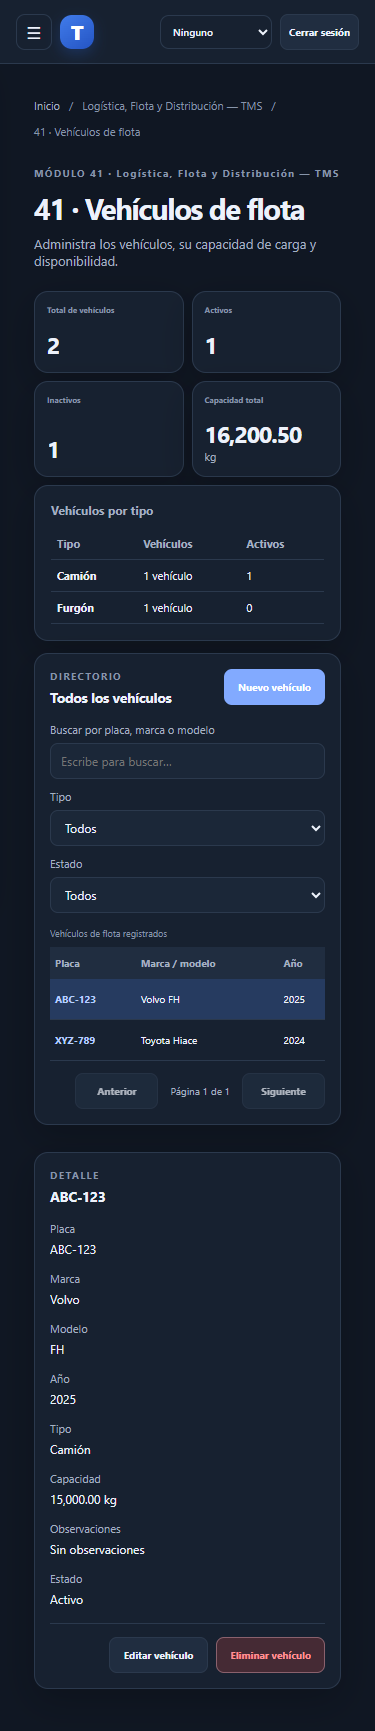 ☰ T Ninguno Cerrar sesión
Inicio / Logística, Flota y Distribución — TMS /
41 · Vehículos de flota
MÓDULO 41 · Logística, Flota y Distribución — TMS
41 · Vehículos de flota
Administra los vehículos, su capacidad de carga y
disponibilidad.
Total de vehículos
2
Activos
1
Inactivos
1
Capacidad total
16,200.50
kg
Vehículos por tipo
Tipo Vehículos Activos
Camión 1 vehículo 1
Furgón 1 vehículo 0
DIRECTORIO
Todos los vehículos
Nuevo vehículo
Buscar por placa, marca o modelo
Escribe para buscar...
Tipo
Todos
Estado
Todos
Vehículos de flota registrados
Placa Marca / modelo Año
ABC-123 Volvo FH 2025
XYZ-789 Toyota Hiace 2024
Anterior Página 1 de 1 Siguiente
DETALLE
ABC-123
Placa
ABC-123
Marca
Volvo
Modelo
FH
Año
2025
Tipo
Camión
Capacidad
15,000.00 kg
Observaciones
Sin observaciones
Estado
Activo
Editar vehículo Eliminar vehículo